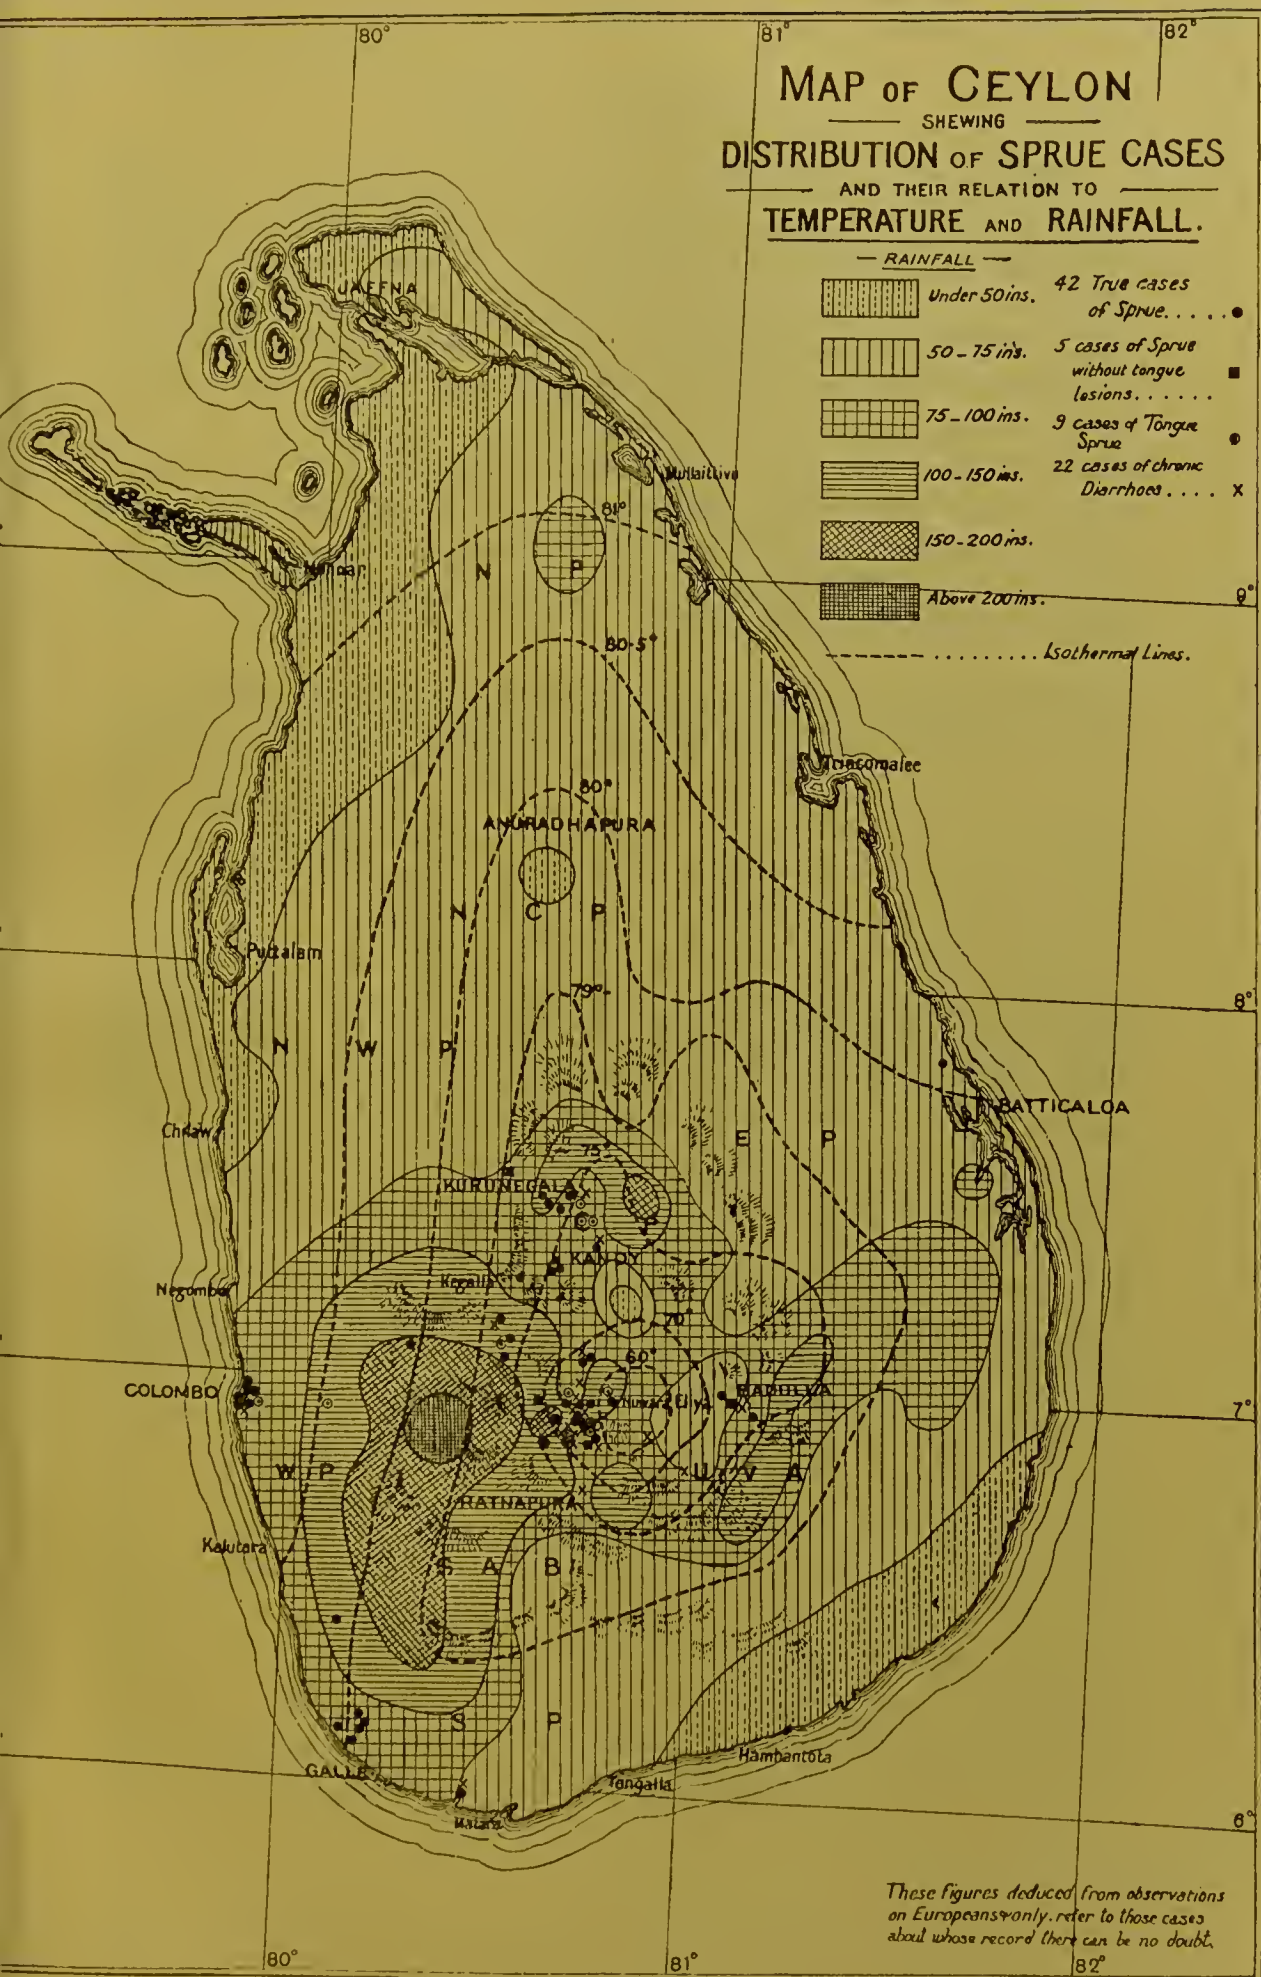 80°
81°
82°
MAP OF CEYLON
SHEWING
DISTRIBUTION OF SPRUE CASES
AND THEIR RELATION TO
TEMPERATURE AND RAINFALL.
RAINFALL
Under 50 ins.
50-75 ins.
75-100 ins.
100-150 ins.
150-200 ins.
Above 200 ins.
Isothermal Lines.
42 True cases
of Sprue.....
5 cases of Sprue
without tongue
lesions......
9 cases of Tongue
Sprue
22 cases of chronic
Diarrhoea.... x
JAFFNA
Mullaittivu
81°
Mannar
N P
9°
80·5°
Trincomalee
80°
ANURADHAPURA
N C P
Puttalam
79°
8°
N W P
BATTICALOA
Chilaw
E P
75°
KURUNEGALA
KANDY
Kegalla
Negombo
70°
60°
COLOMBO
Nuwara Eliya
BADULLA
7°
W P
U V A
RATNAPURA
Kalutara
S A B
S P
Hambantota
GALLE
Tangalla
Matara
6°
These figures deduced from observations
on Europeans only. refer to those cases
about whose record there can be no doubt.
80°
81°
82°